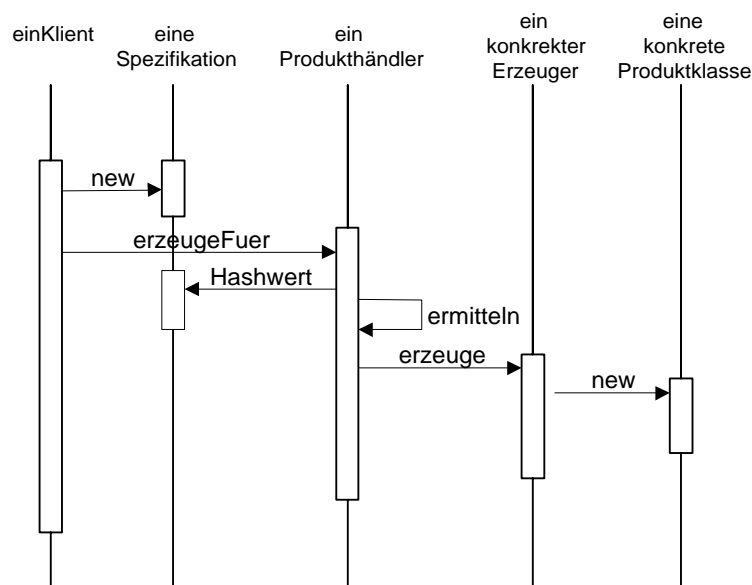 einKlient
eine
Spezifikation
ein
Produkthändler
ein
konkrekter
Erzeuger
eine
konkrete
Produktklasse
new
erzeugeFuer
Hashwert
ermitteln
erzeuge
new